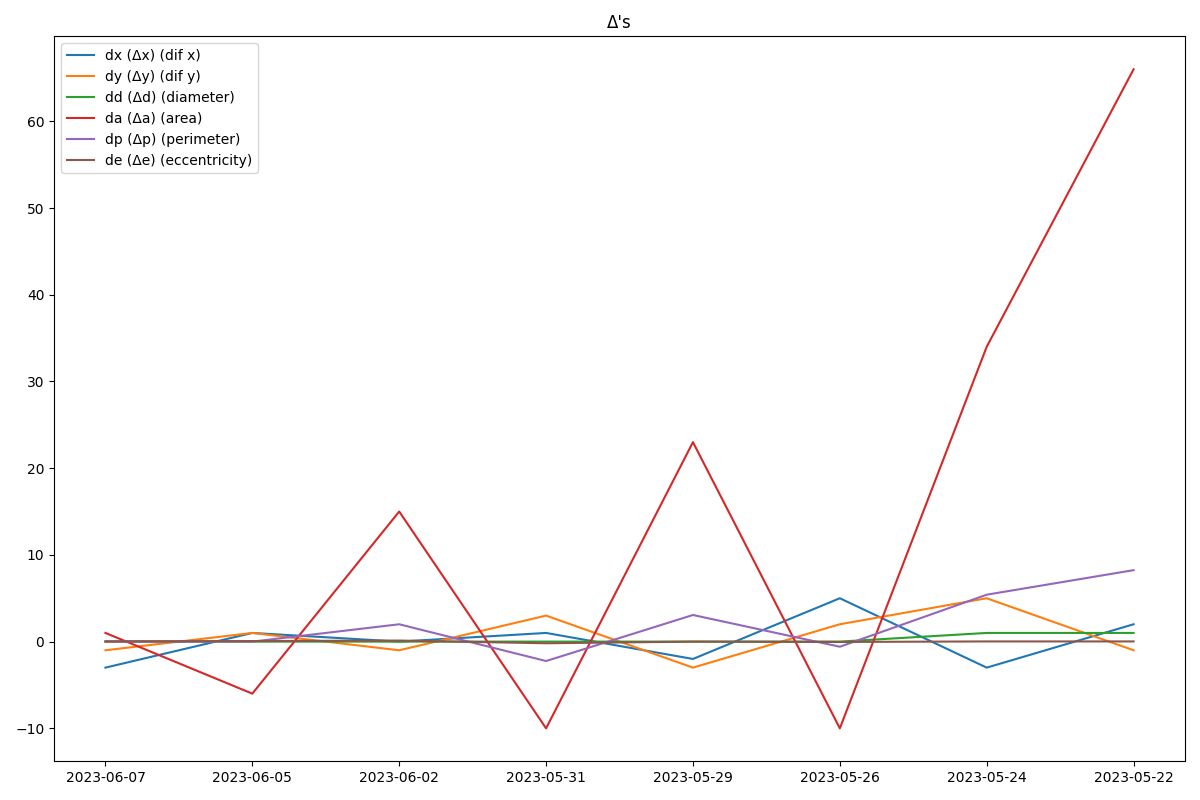 Δ's
dx (Δx) (dif x)
dy (Δy) (dif y)
dd (Δd) (diameter)
da (Δa) (area)
dp (Δp) (perimeter)
de (Δe) (eccentricity)
60
50
40
30
20
10
0
−10
2023-06-07 2023-06-05 2023-06-02 2023-05-31 2023-05-29 2023-05-26 2023-05-24 2023-05-22